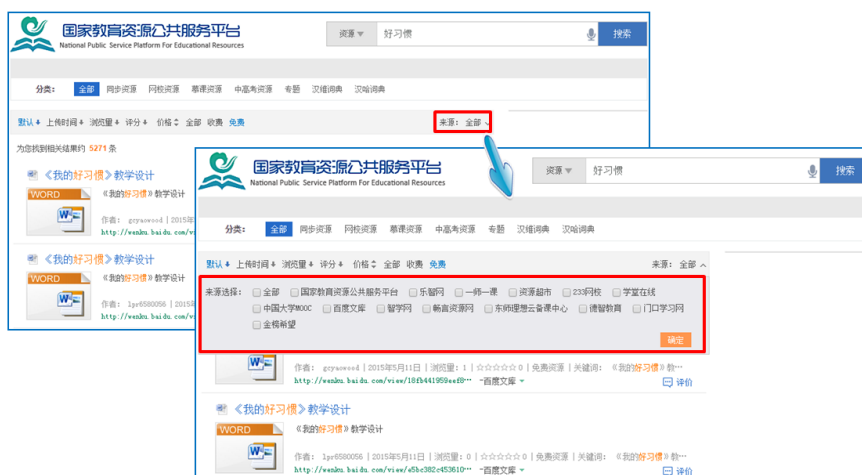 国家教育资源公共服务平台
National Public Service Platform For Educational Resources
资源 好习惯 搜索
分类: 全部 同步资源 网校资源 慕课资源 中高考资源 专题 汉维词典 汉哈词典
默认 上传时间 浏览量 评分 价格 全部 收费 免费 来源: 全部
为您找到相关结果约 5271 条
《我的好习惯》教学设计
WORD 《我的好习惯》教学设计
作者: gcyaowood | 2015年
http://wenku.baidu.com/vi
《我的好习惯》教学设计
WORD 《我的好习惯》教学设计
作者: lpr6580056 | 2015年
http://wenku.baidu.com/vi
国家教育资源公共服务平台
National Public Service Platform For Educational Resources
资源 好习惯 搜索
分类: 全部 同步资源 网校资源 慕课资源 中高考资源 专题 汉维词典 汉哈词典
默认 上传时间 浏览量 评分 价格 全部 收费 免费 来源: 全部
来源选择: 全部 国家教育资源公共服务平台 乐智网 一师一课 资源超市 233网校 学堂在线
中国大学MOOC 百度文库 智学网 畅言资源网 东师理想云备课中心 德智教育 门口学习网
金榜希望
确定
作者: gcyaowood | 2015年5月11日 | 浏览量: 1 | ☆☆☆☆☆ 0 | 免费资源 | 关键词: 《我的好习惯》教…
http://wenku.baidu.com/view/18fb441959eef8… -百度文库 评价
《我的好习惯》教学设计
WORD 《我的好习惯》教学设计
作者: lpr6580056 | 2015年5月11日 | 浏览量: 0 | ☆☆☆☆☆ 0 | 免费资源 | 关键词: 《我的好习惯》教…
http://wenku.baidu.com/view/e5bc382c453610… -百度文库 评价